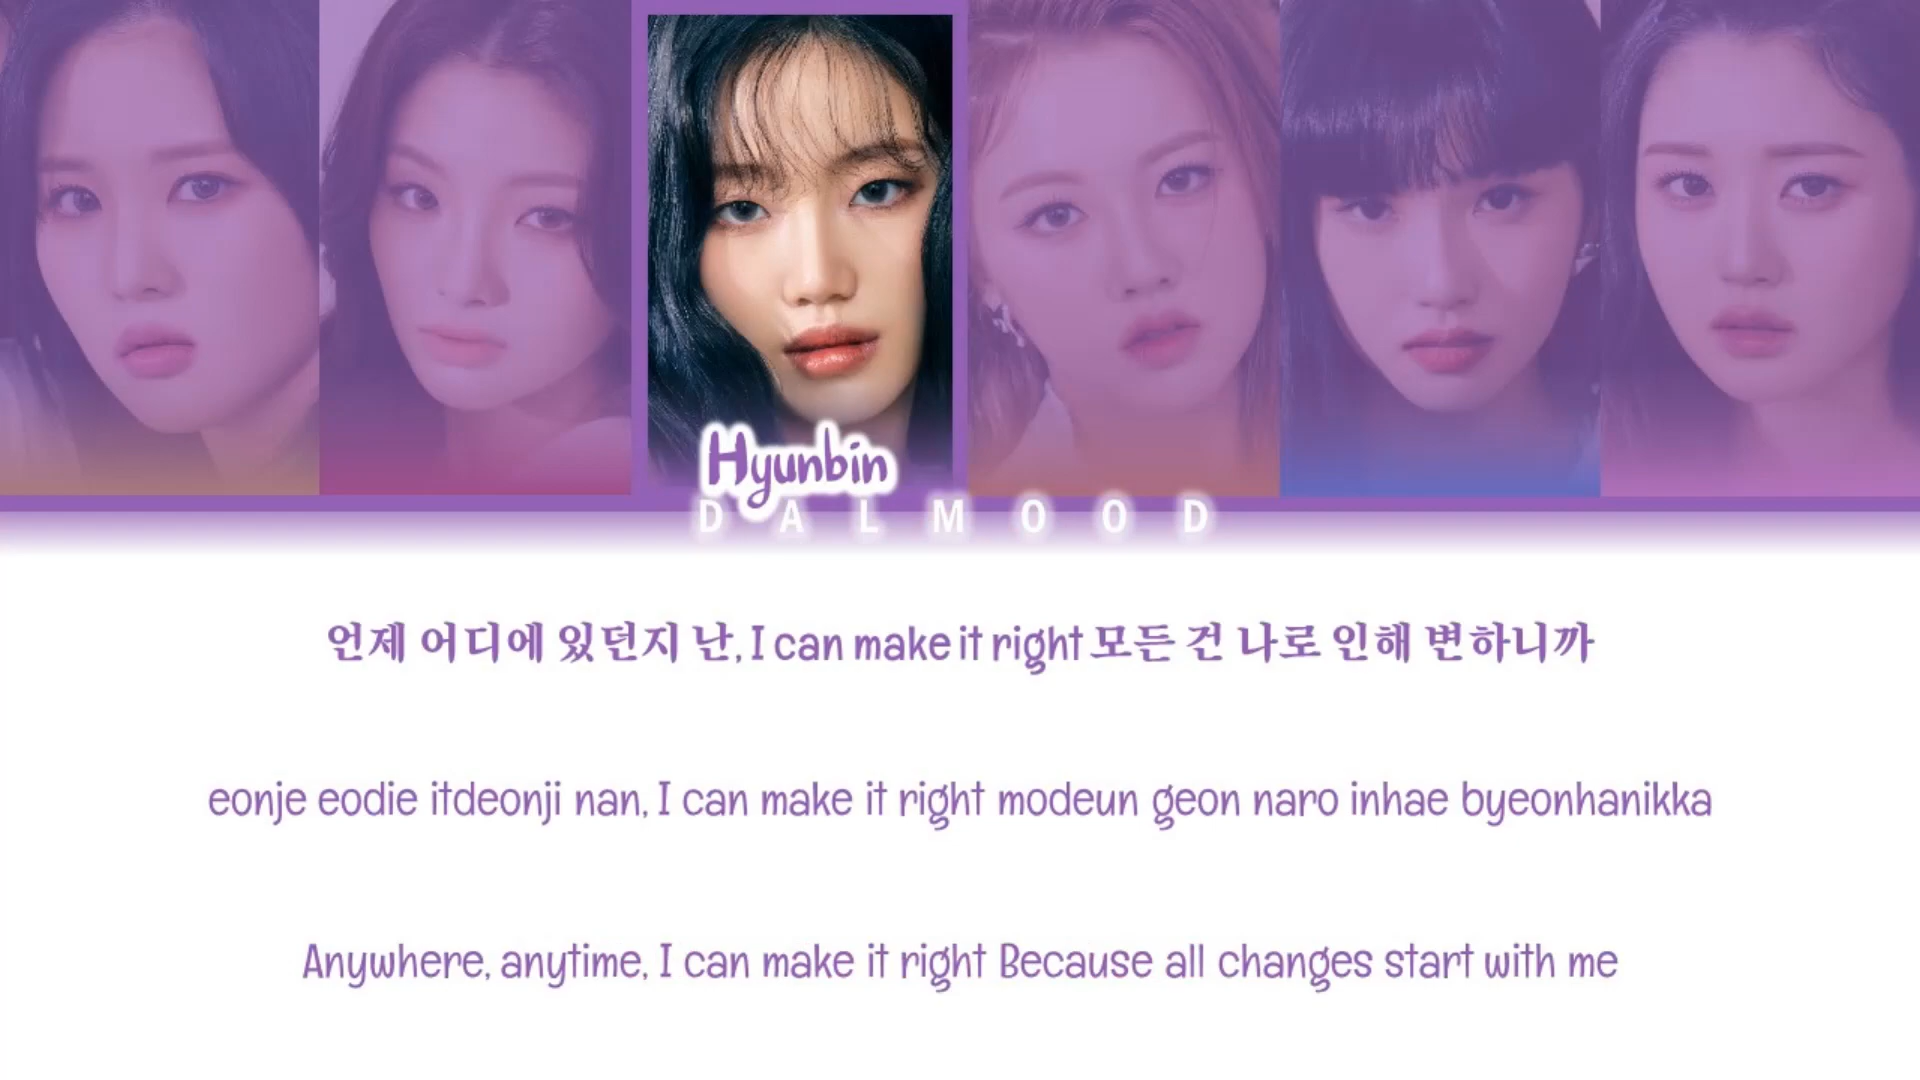 Hyunbin
DALMOOD
언제 어디에 있던지 난, I can make it right 모든 건 나로 인해 변하니까
eonje eodie itdeonji nan, I can make it right modeun geon naro inhae byeonhanikka
Anywhere, anytime, I can make it right Because all changes start with me